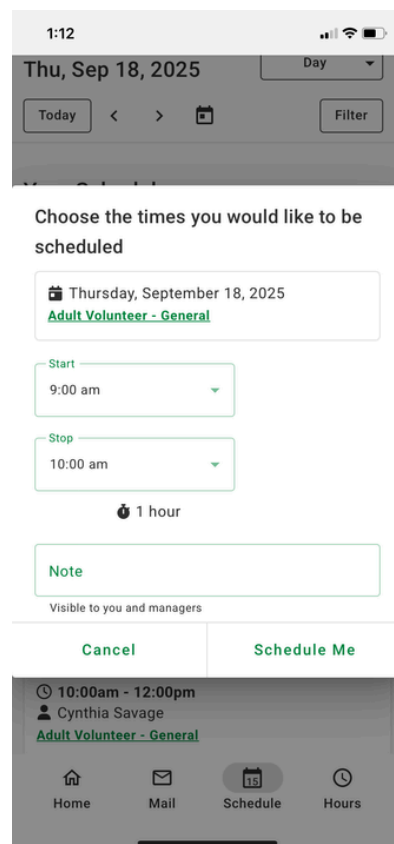 1:12
Thu, Sep 18, 2025
Day
Today
Filter
Choose the times you would like to be
scheduled
Thursday, September 18, 2025
Adult Volunteer - General
Start
9:00 am
Stop
10:00 am
1 hour
Note
Visible to you and managers
Cancel
Schedule Me
10:00am - 12:00pm
Cynthia Savage
Adult Volunteer - General
15
Home
Mail
Schedule
Hours